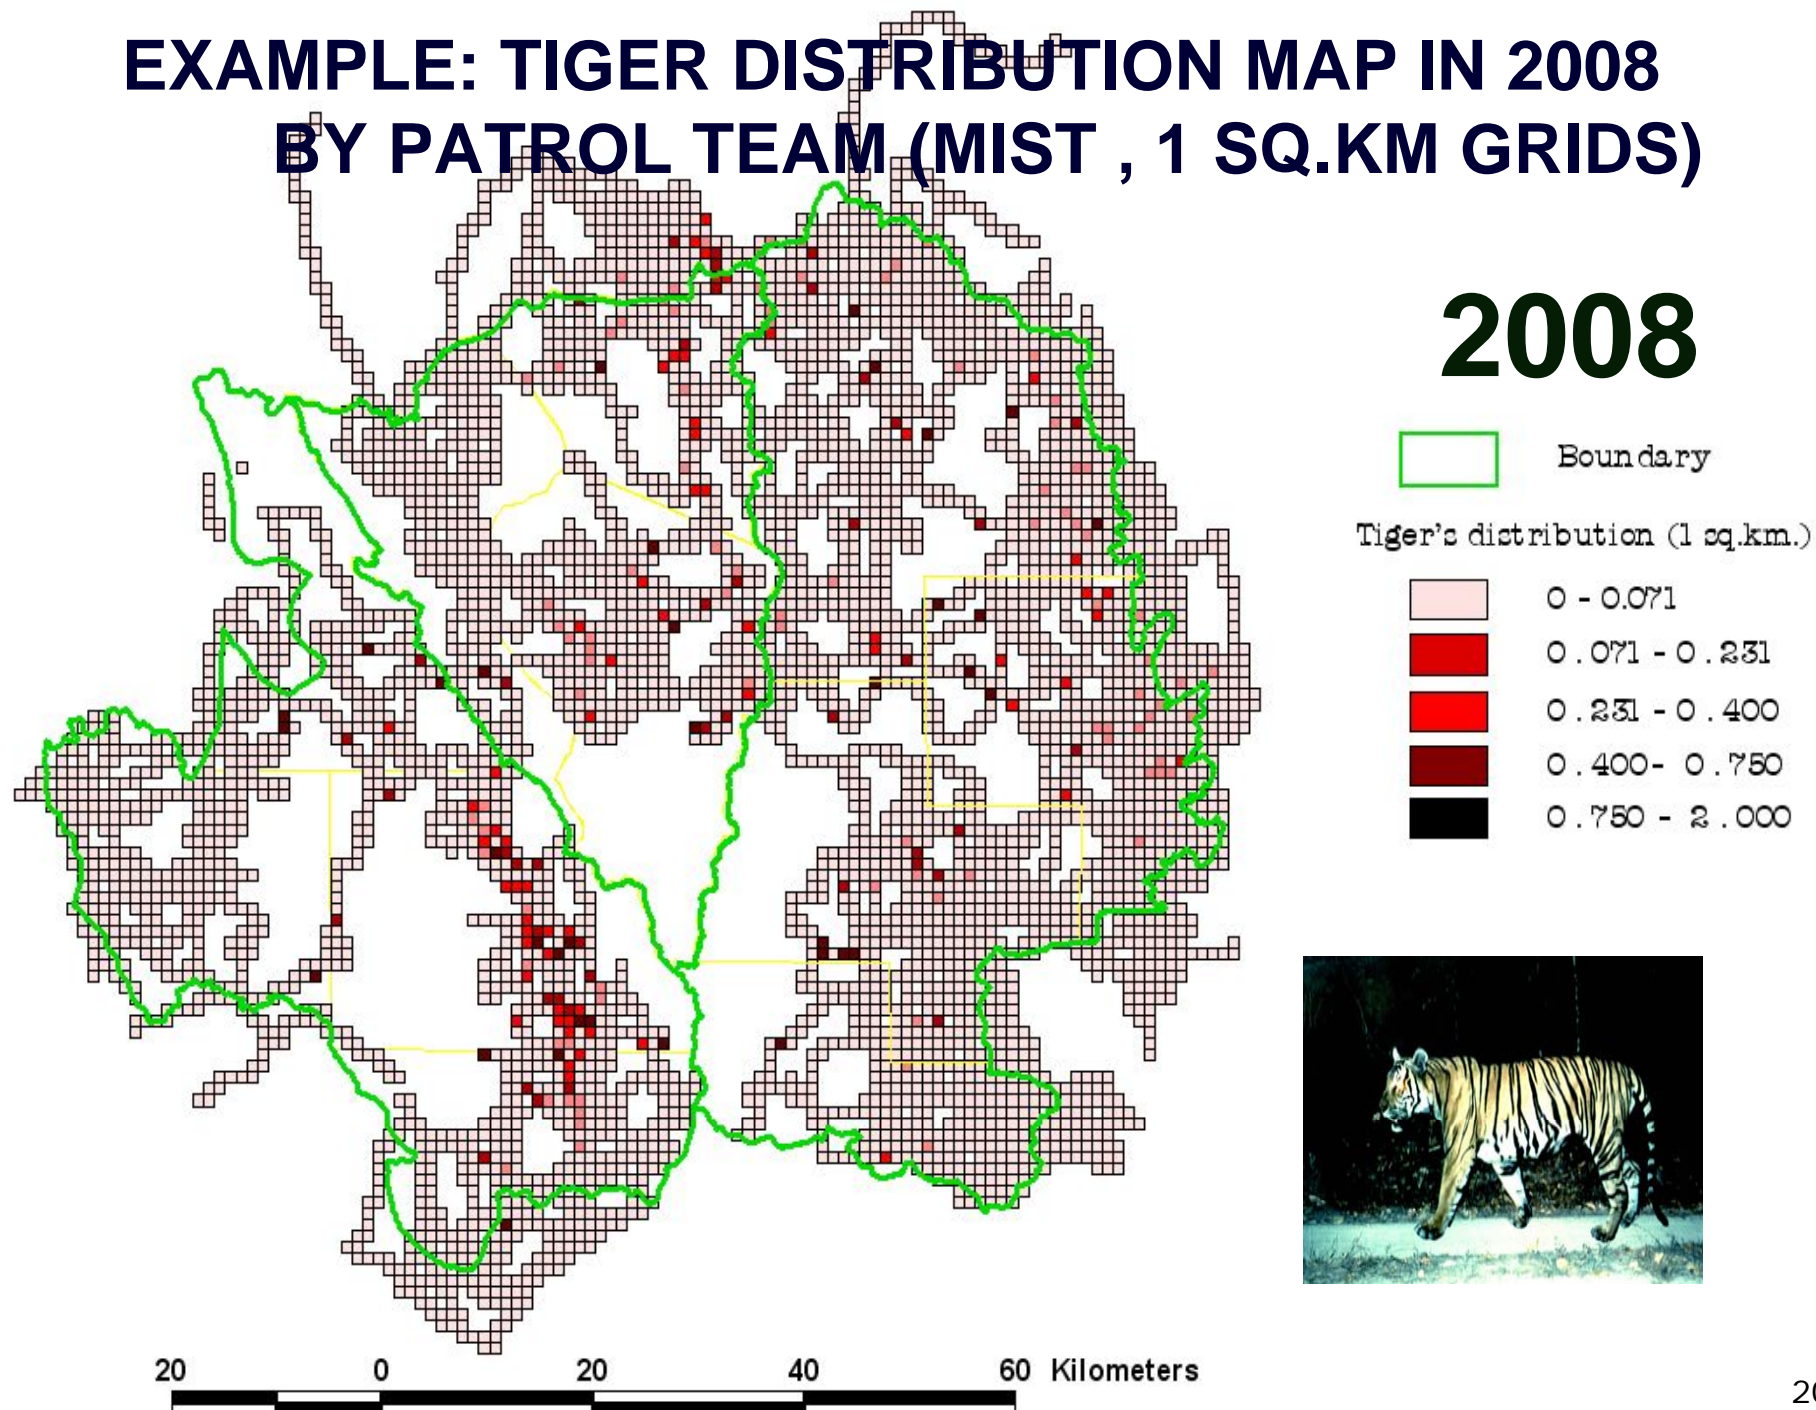 EXAMPLE: TIGER DISTRIBUTION MAP IN 2008
BY PATROL TEAM (MIST , 1 SQ.KM GRIDS)
2008
Boundary
Tiger's distribution (1 sq.km.)
0 - 0.071
0.071 - 0.231
0.231 - 0.400
0.400- 0.750
0.750 - 2.000
20 0 20 40 60 Kilometers